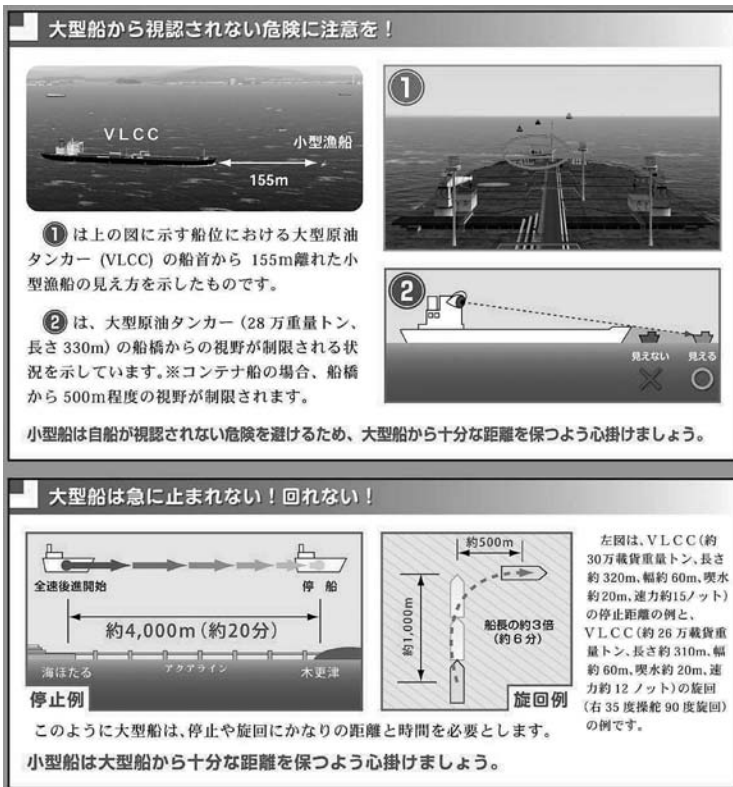 大型船から視認されない危険に注意を！
VLCC
小型漁船
155m
❶
❶は上の図に示す船位における大型原油
タンカー (VLCC) の船首から 155m離れた小
型漁船の見え方を示したものです。
❷は、大型原油タンカー（28万重量トン、
長さ330m）の船橋からの視野が制限される状
況を示しています。※コンテナ船の場合、船橋
から500m程度の視野が制限されます。
❷
見えない
見える
小型船は自船が視認されない危険を避けるため、大型船から十分な距離を保つよう心掛けましょう。
大型船は急に止まれない！回れない！
全速後進開始
停船
約4,000m（約20分）
海ほたる
アクアライン
木更津
停止例
約500m
約1,000m
船長の約3倍
（約6分）
旋回例
左図は、ＶＬＣＣ（約
30万載貨重量トン、長さ
約320m、幅約60m、喫水
約20m、速力約15ノット）
の停止距離の例と、
ＶＬＣＣ（約26万載貨重
量トン、長さ約310m、幅
約60m、喫水約20m、速
力約12ノット）の旋回
（右35度操舵90度旋回）
の例です。
このように大型船は、停止や旋回にかなりの距離と時間を必要とします。
小型船は大型船から十分な距離を保つよう心掛けましょう。